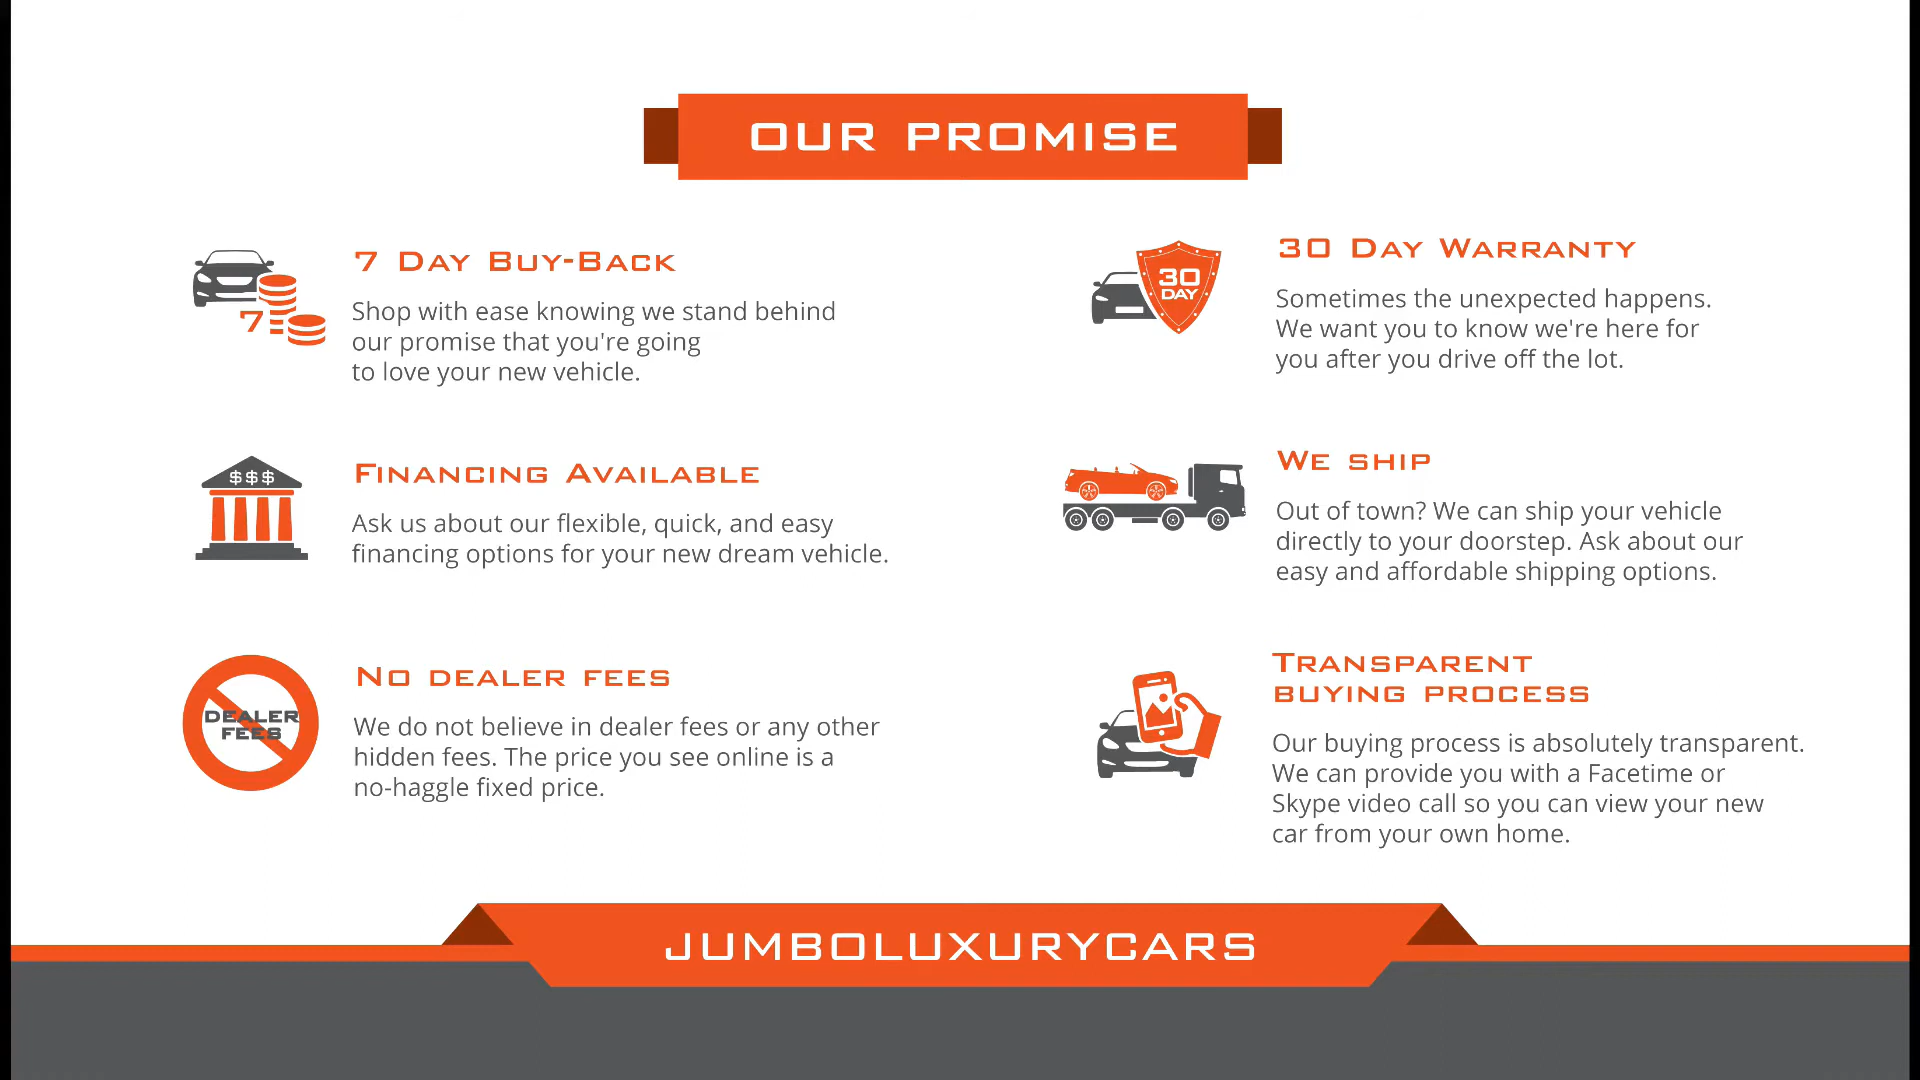 OUR PROMISE
7 DAY BUY-BACK
Shop with ease knowing we stand behind
our promise that you're going
to love your new vehicle.
7
$$$
FINANCING AVAILABLE
Ask us about our flexible, quick, and easy
financing options for your new dream vehicle.
DEALER
FEES
NO DEALER FEES
We do not believe in dealer fees or any other
hidden fees. The price you see online is a
no-haggle fixed price.
30
DAY
30 DAY WARRANTY
Sometimes the unexpected happens.
We want you to know we're here for
you after you drive off the lot.
WE SHIP
Out of town? We can ship your vehicle
directly to your doorstep. Ask about our
easy and affordable shipping options.
TRANSPARENT
BUYING PROCESS
Our buying process is absolutely transparent.
We can provide you with a Facetime or
Skype video call so you can view your new
car from your own home.
JUMBOLUXURYCARS